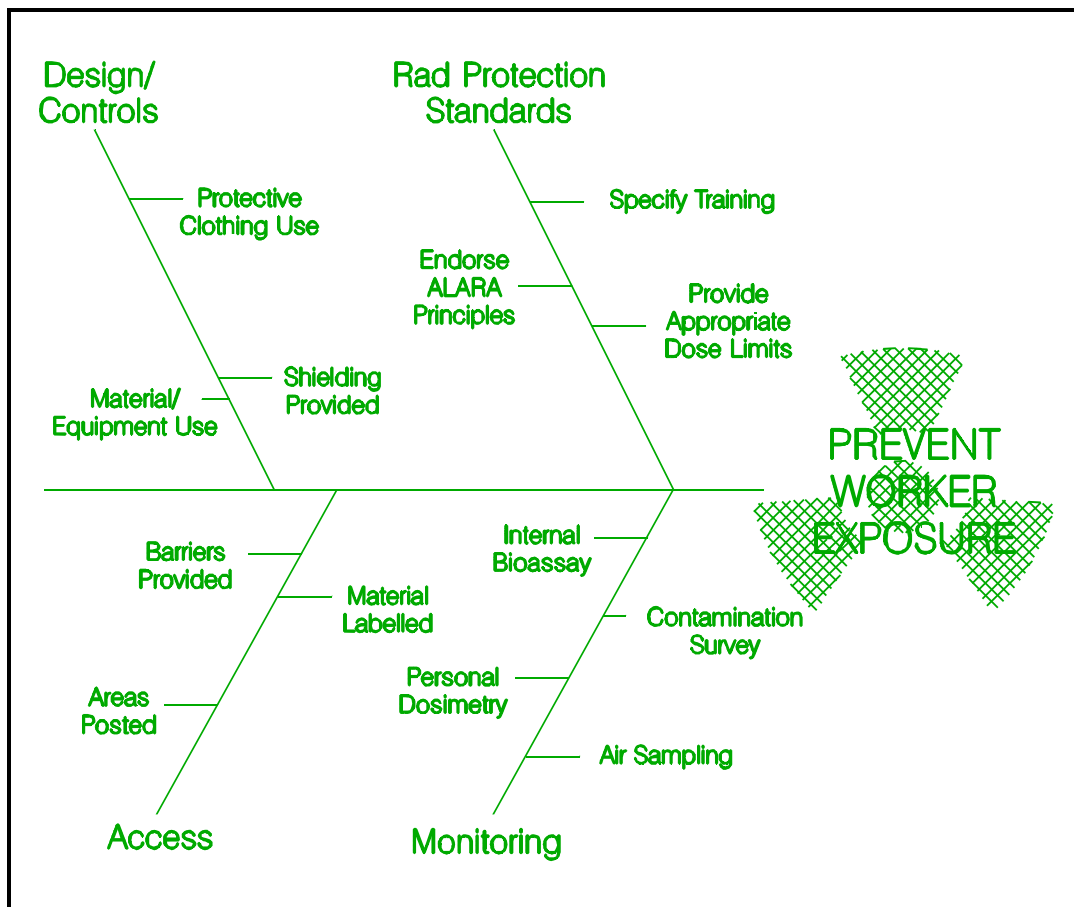 Design/
Controls
Rad Protection
Standards
Protective
Clothing Use
Specify Training
Endorse
ALARA
Principles
Provide
Appropriate
Dose Limits
Shielding
Provided
Material/
Equipment Use
PREVENT
WORKER
EXPOSURE
Barriers
Provided
Internal
Bioassay
Material
Labelled
Contamination
Survey
Areas
Posted
Personal
Dosimetry
Air Sampling
Access
Monitoring